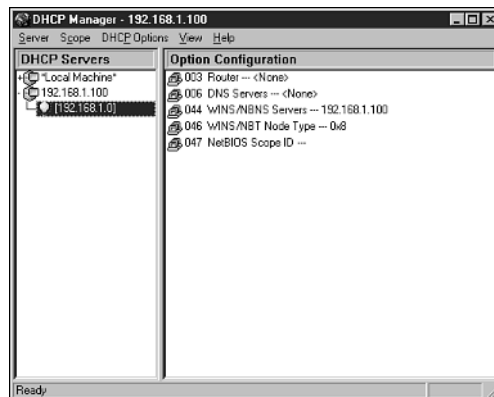 DHCP Manager - 192.168.1.100
Server Scope DHCP Options View Help
DHCP Servers
*Local Machine*
192.168.1.100
[192.168.1.0]
Option Configuration
003 Router --- <None>
006 DNS Servers --- <None>
044 WINS/NBNS Servers --- 192.168.1.100
046 WINS/NBT Node Type --- 0x8
047 NetBIOS Scope ID ---
Ready